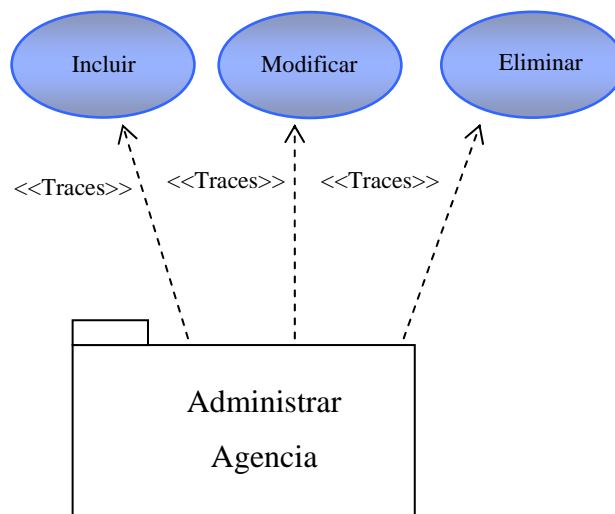 Incluir
Modificar
Eliminar
<<Traces>>
<<Traces>>
<<Traces>>
Administrar
Agencia